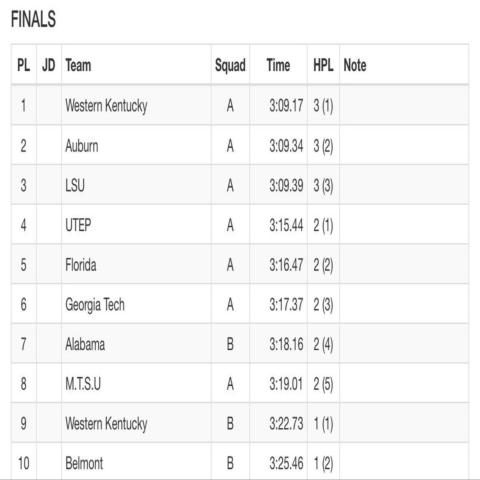 FINALS
PL JD Team Squad Time HPL Note
1 Western Kentucky A 3:09.17 3 (1)
2 Auburn A 3:09.34 3 (2)
3 LSU A 3:09.39 3 (3)
4 UTEP A 3:15.44 2 (1)
5 Florida A 3:16.47 2 (2)
6 Georgia Tech A 3:17.37 2 (3)
7 Alabama B 3:18.16 2 (4)
8 M.T.S.U A 3:19.01 2 (5)
9 Western Kentucky B 3:22.73 1 (1)
10 Belmont B 3:25.46 1 (2)